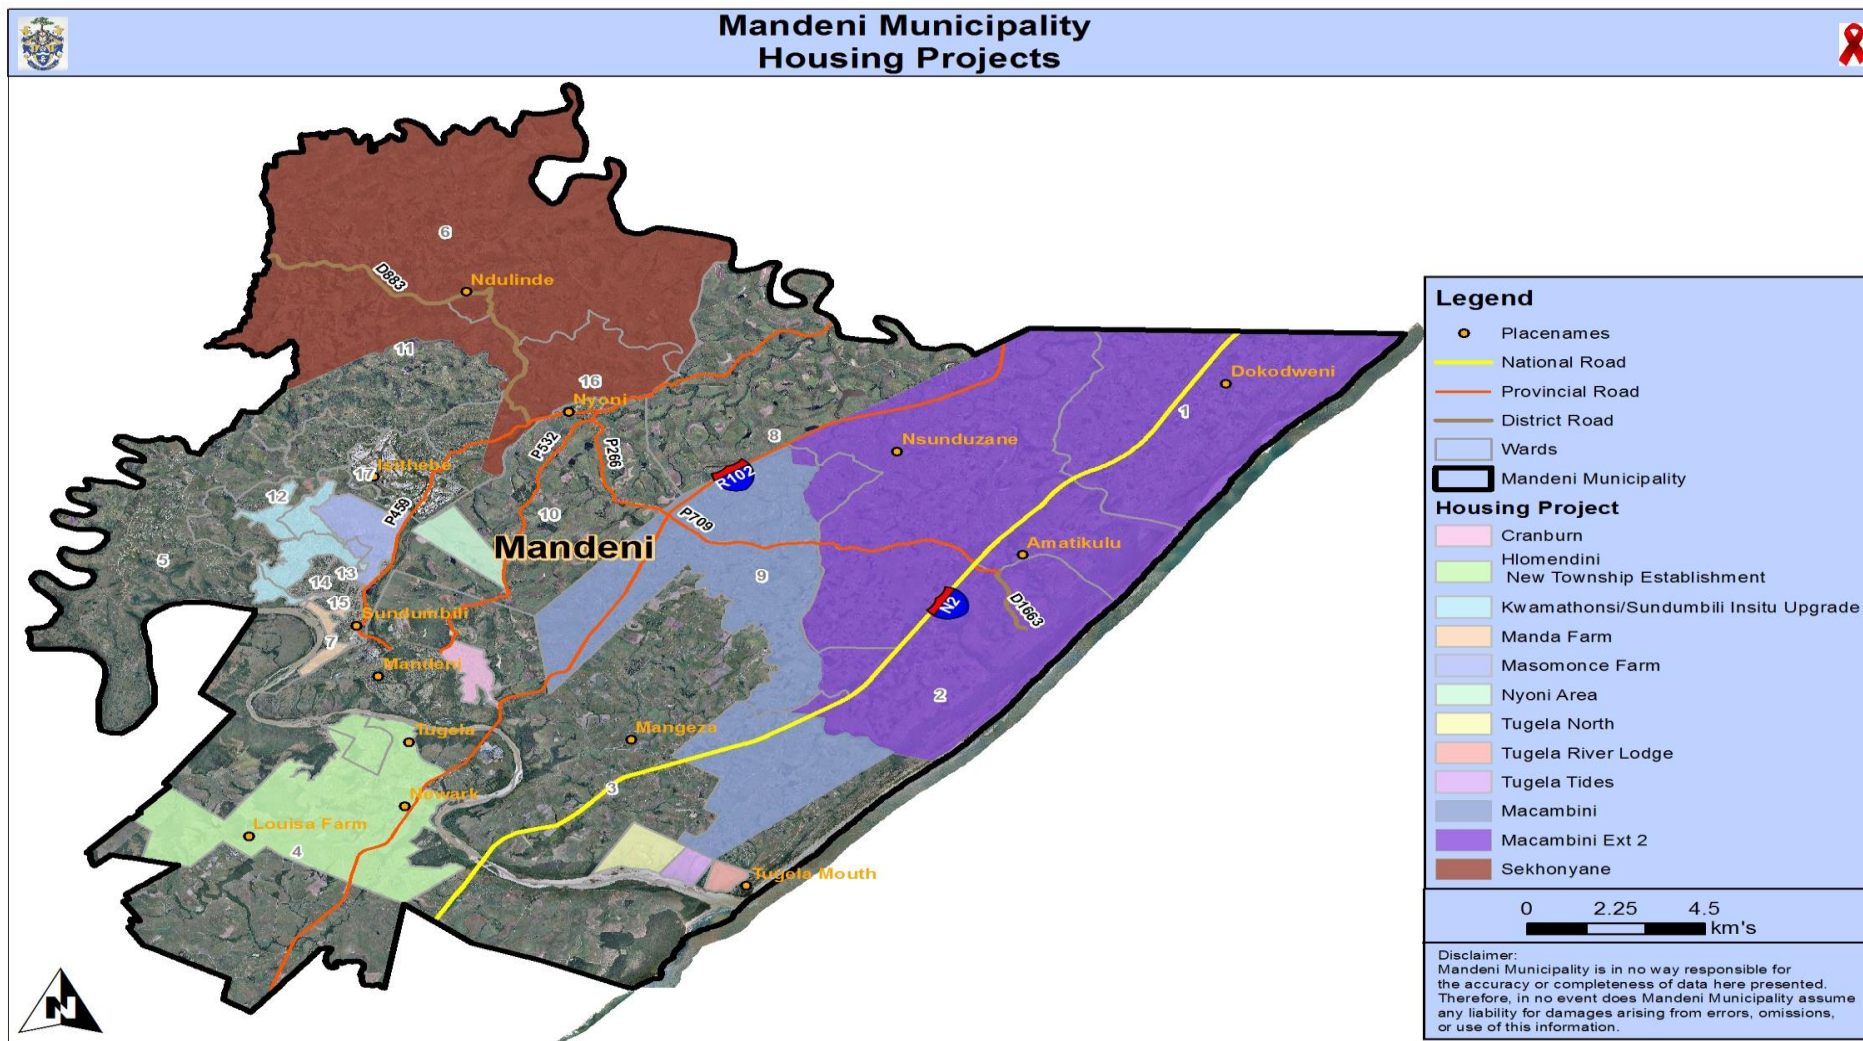 Mandeni Municipality
Housing Projects
6
D883
Ndulinde
11
16
Nyoni
Dokodweni
1
8
Nsunduzane
P532
P266
R102
17
Isithebe
12
P459
10
P709
Mandeni
Amatikulu
5
9
14
13
15
N2
D1663
Sundumbili
7
Mandeni
2
Tugela
Mangeza
3
Newark
Louisa Farm
4
Tugela Mouth
N
Legend
Placenames
National Road
Provincial Road
District Road
Wards
Mandeni Municipality
Housing Project
Cranburn
Hlomendini
New Township Establishment
Kwamathonsi/Sundumbili Insitu Upgrade
Manda Farm
Masomonce Farm
Nyoni Area
Tugela North
Tugela River Lodge
Tugela Tides
Macambini
Macambini Ext 2
Sekhonyane
0 2.25 4.5
km's
Disclaimer:
Mandeni Municipality is in no way responsible for
the accuracy or completeness of data here presented.
Therefore, in no event does Mandeni Municipality assume
any liability for damages arising from errors, omissions,
or use of this information.